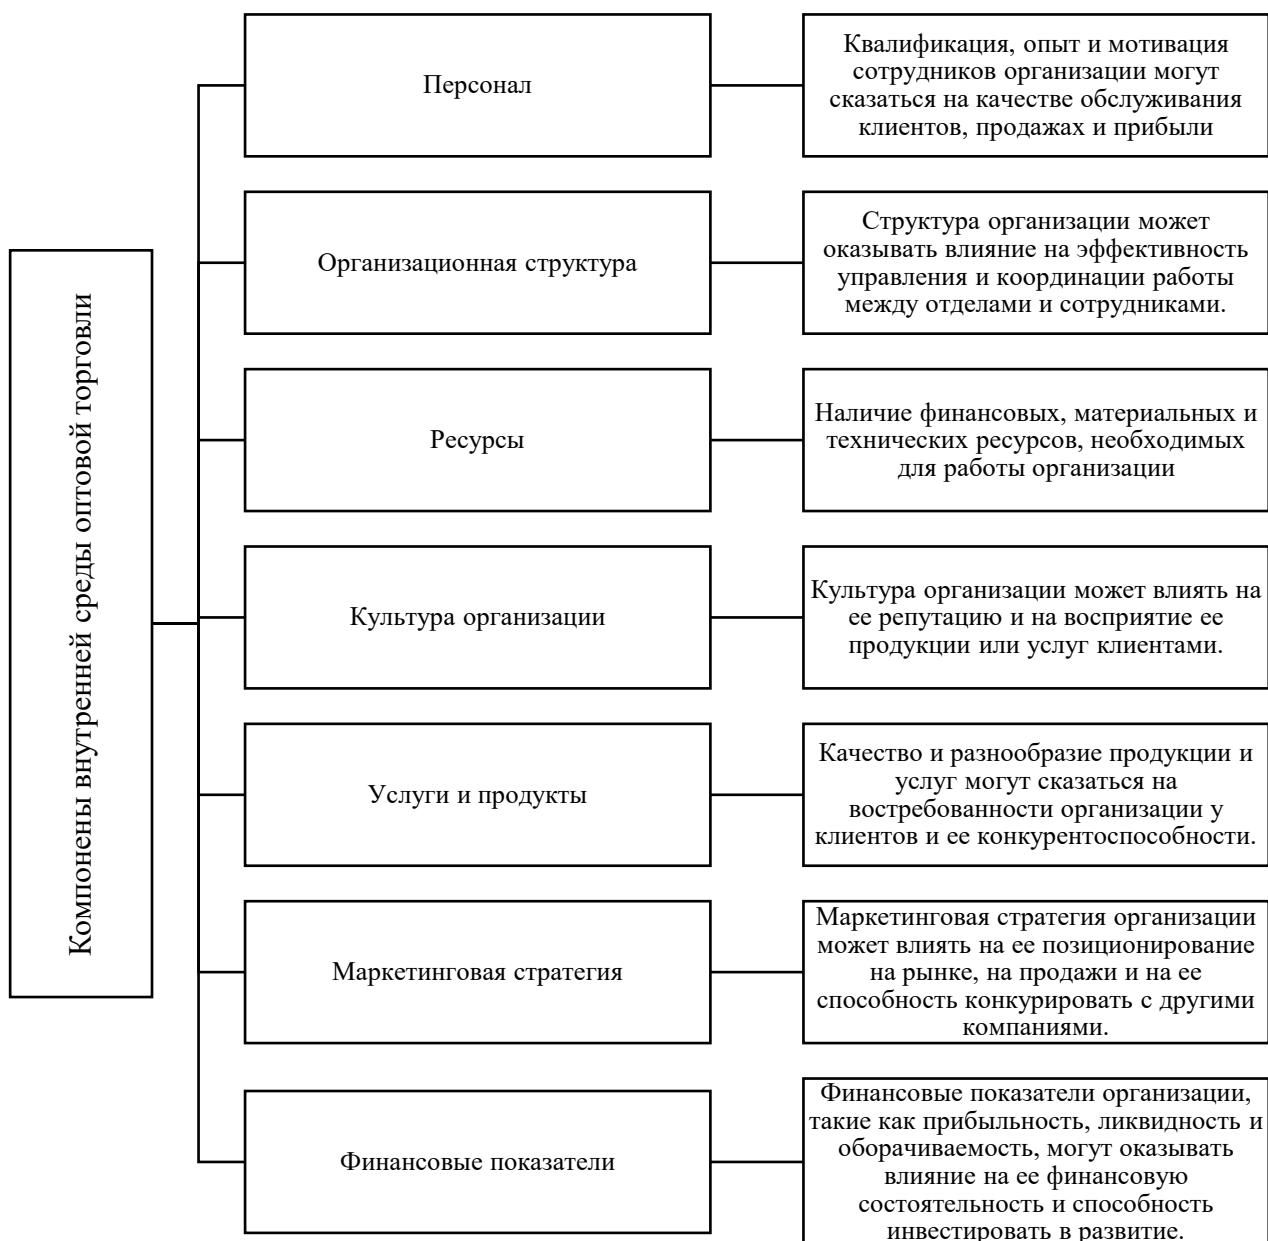 Компонены внутренней среды оптовой торговли
Персонал
Квалификация, опыт и мотивация
сотрудников организации могут
сказаться на качестве обслуживания
клиентов, продажах и прибыли
Организационная структура
Структура организации может
оказывать влияние на эффективность
управления и координации работы
между отделами и сотрудниками.
Ресурсы
Наличие финансовых, материальных и
технических ресурсов, необходимых
для работы организации
Культура организации
Культура организации может влиять на
ее репутацию и на восприятие ее
продукции или услуг клиентами.
Услуги и продукты
Качество и разнообразие продукции и
услуг могут сказаться на
востребованности организации у
клиентов и ее конкурентоспособности.
Маркетинговая стратегия
Маркетинговая стратегия организации
может влиять на ее позиционирование
на рынке, на продажи и на ее
способность конкурировать с другими
компаниями.
Финансовые показатели
Финансовые показатели организации,
такие как прибыльность, ликвидность и
оборачиваемость, могут оказывать
влияние на ее финансовую
состоятельность и способность
инвестировать в развитие.